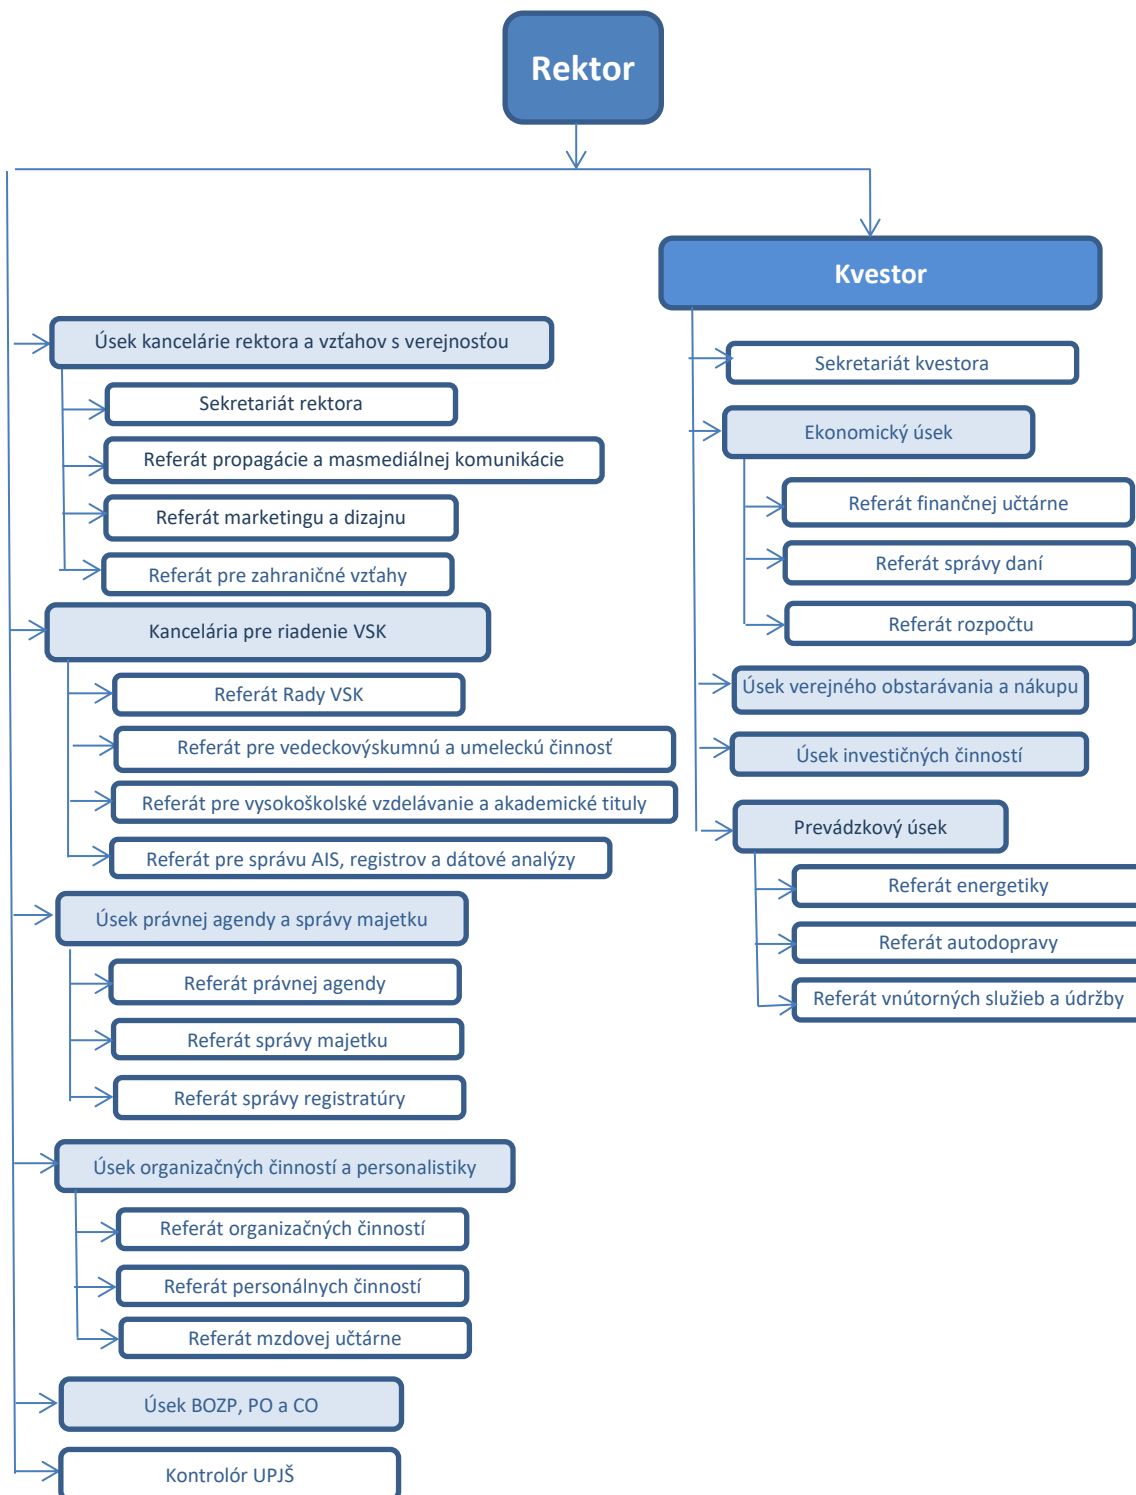 Rektor
Kvestor
Úsek kancelárie rektora a vzťahov s verejnosťou
Sekretariát rektora
Referát propagácie a masmediálnej komunikácie
Referát marketingu a dizajnu
Referát pre zahraničné vzťahy
Kancelária pre riadenie VSK
Referát Rady VSK
Referát pre vedeckovýskumnú a umeleckú činnosť
Referát pre vysokoškolské vzdelávanie a akademické tituly
Referát pre správu AIS, registrov a dátové analýzy
Úsek právnej agendy a správy majetku
Referát právnej agendy
Referát správy majetku
Referát správy registratúry
Úsek organizačných činností a personalistiky
Referát organizačných činností
Referát personálnych činností
Referát mzdovej učtárne
Úsek BOZP, PO a CO
Kontrolór UPJŠ
Sekretariát kvestora
Ekonomický úsek
Referát finančnej učtárne
Referát správy daní
Referát rozpočtu
Úsek verejného obstarávania a nákupu
Úsek investičných činností
Prevádzkový úsek
Referát energetiky
Referát autodopravy
Referát vnútorných služieb a údržby